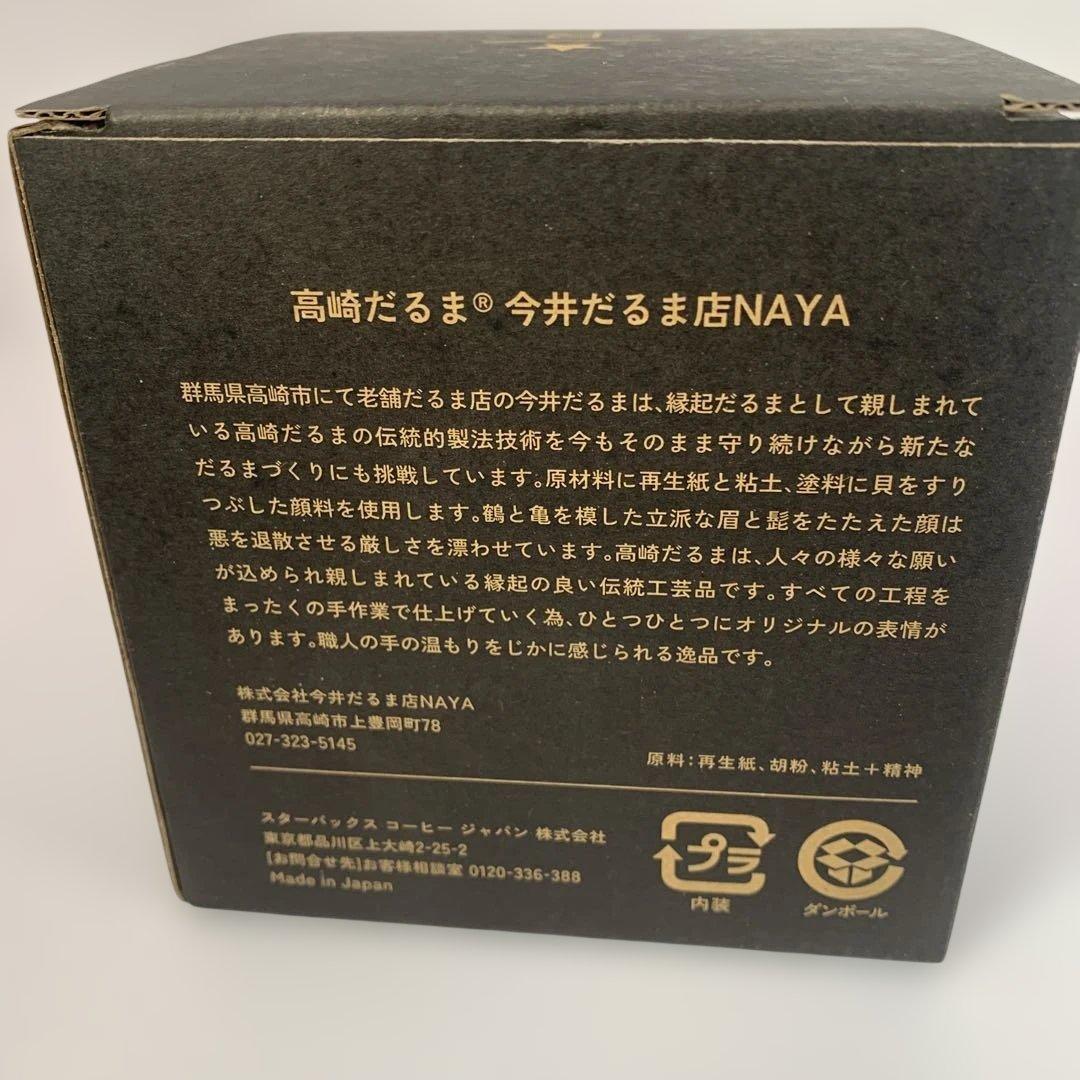 高崎だるま® 今井だるま店NAYA
群馬県高崎市にて老舗だるま店の今井だるまは、縁起だるまとして親しまれて
いる高崎だるまの伝統的製法技術を今もそのまま守り続けながら新たな
だるまづくりにも挑戦しています。原材料に再生紙と粘土、塗料に貝をすり
つぶした顔料を使用します。鶴と亀を模した立派な眉と髭をたたえた顔は
悪を退散させる厳しさを漂わせています。高崎だるまは、人々の様々な願い
が込められ親しまれている縁起の良い伝統工芸品です。すべての工程を
まったくの手作業で仕上げていく為、ひとつひとつにオリジナルの表情が
あります。職人の手の温もりをじかに感じられる逸品です。
株式会社今井だるま店NAYA
群馬県高崎市上豊岡町78
027-323-5145
原料：再生紙、胡粉、粘土＋精神
スターバックス コーヒー ジャパン 株式会社
東京都品川区上大崎2-25-2
[お問合せ先]お客様相談室 0120-336-388
Made in Japan
プラ
内装
ダンボール